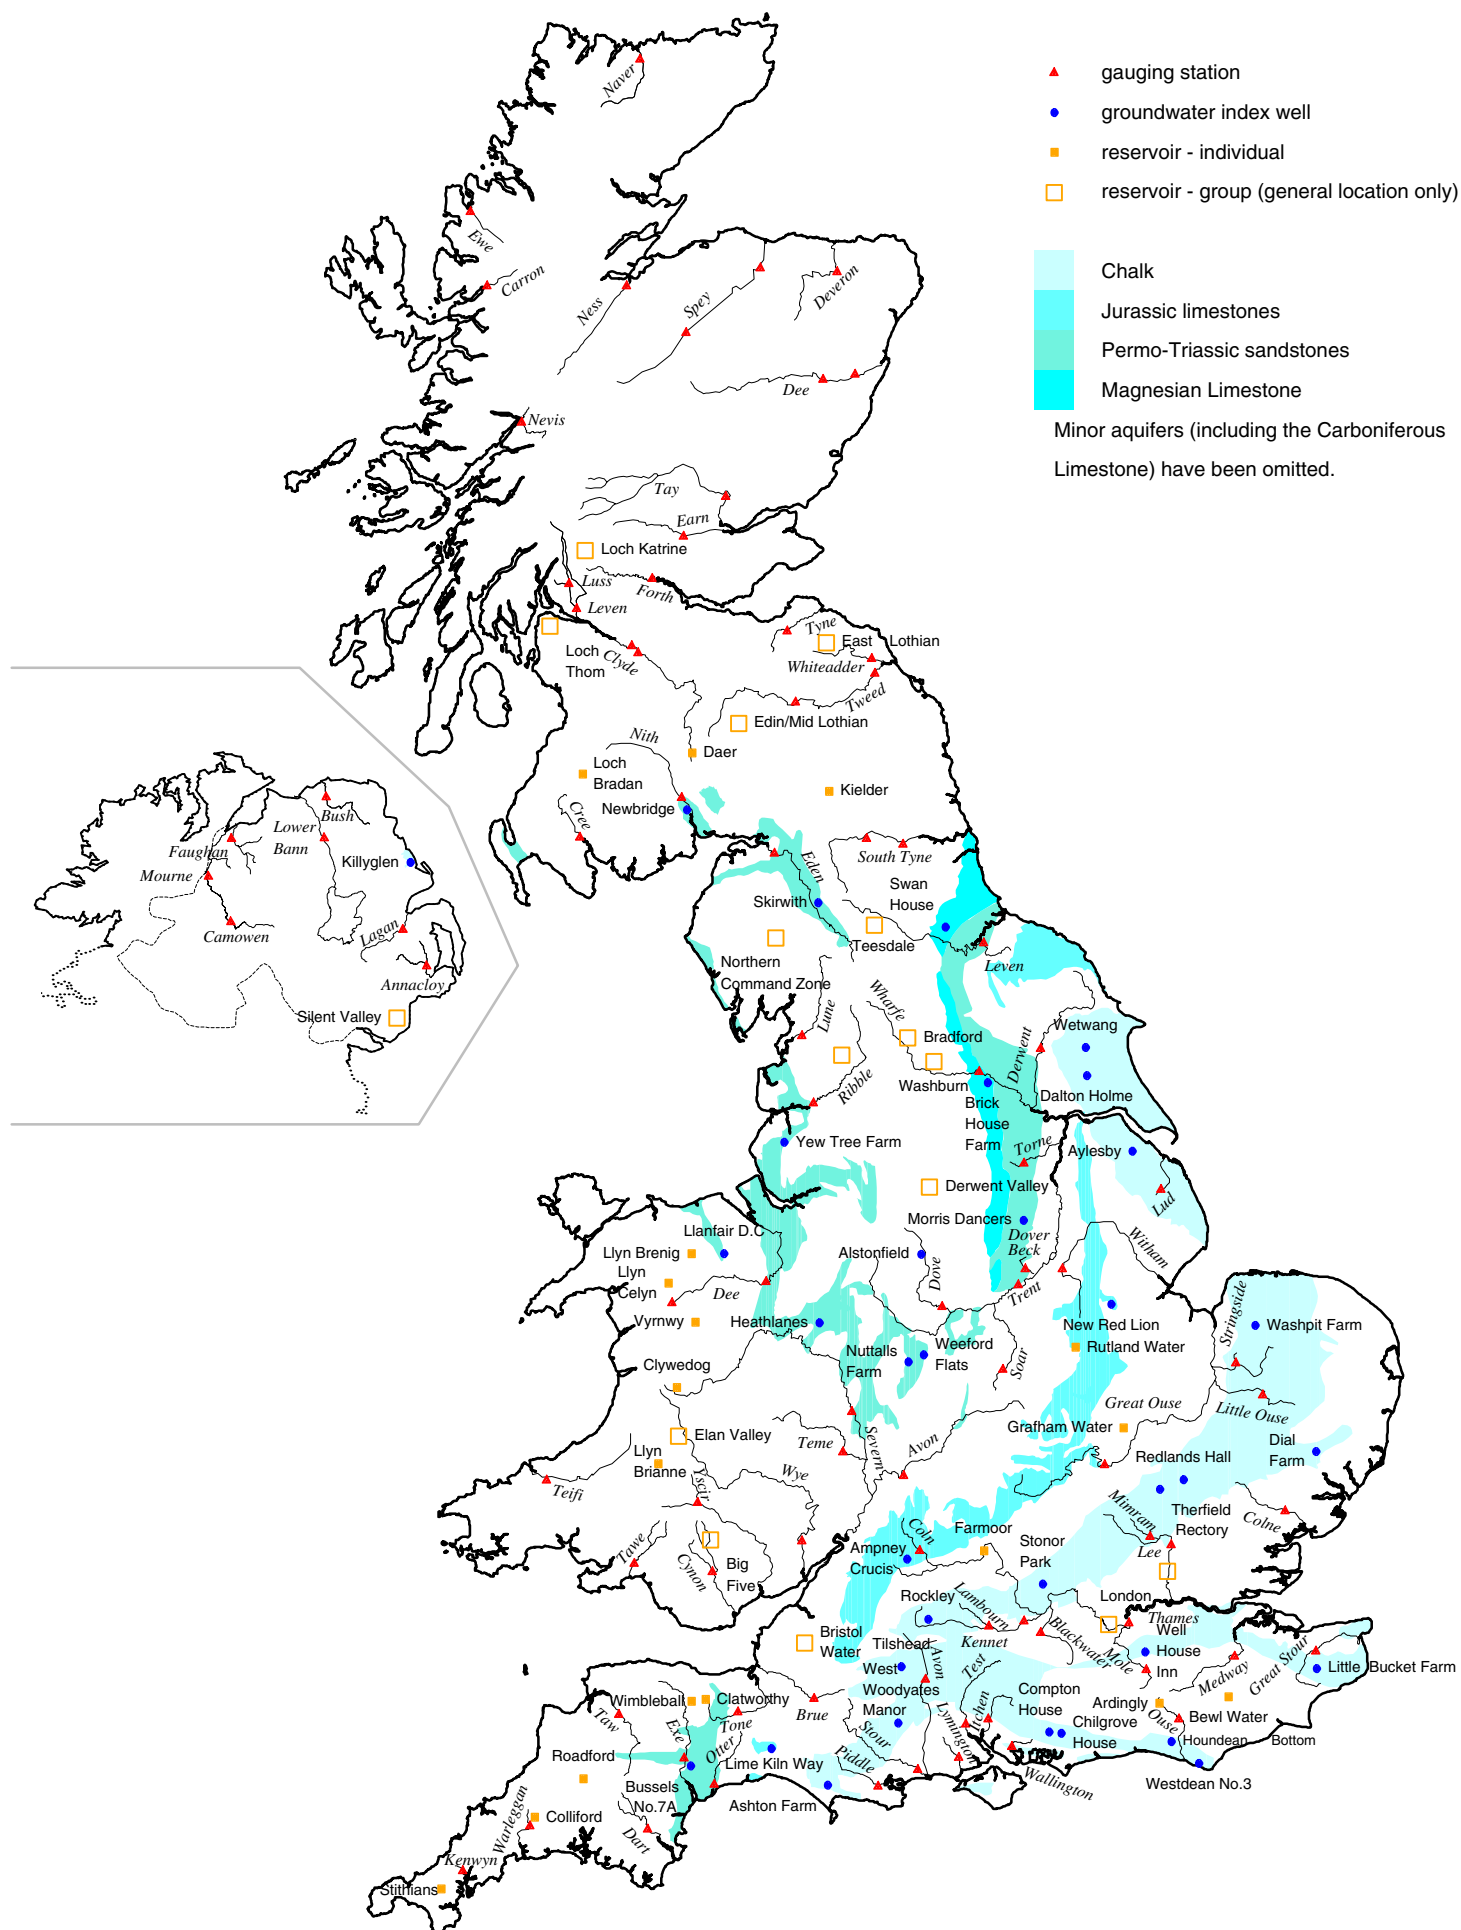 gauging station
groundwater index well
reservoir - individual
reservoir - group (general location only)
Chalk
Jurassic limestones
Permo-Triassic sandstones
Magnesian Limestone
Minor aquifers (including the Carboniferous
Limestone) have been omitted.
Naver
Ewe
Carron
Ness
Spey
Deveron
Dee
Nevis
Tay
Earn
Loch Katrine
Luss
Forth
Leven
Loch
Thom
Clyde
Tyne
East Lothian
Whiteadder
Tweed
Edin/Mid Lothian
Nith
Daer
Loch
Bradan
Kielder
Newbridge
Cree
Bush
Lower
Bann
Faughan
Mourne
Killyglen
Camowen
Lagan
Annacloy
Silent Valley
South Tyne
Eden
Swan
House
Skirwith
Teesdale
Leven
Northern
Command Zone
Lune
Wharfe
Bradford
Wetwang
Derwent
Washburn
Ribble
Dalton Holme
Brick
House
Farm
Yew Tree Farm
Torne
Aylesby
Lud
Derwent Valley
Morris Dancers
Dover
Beck
Witham
Llanfair D.C
Llyn Brenig
Llyn
Celyn
Dee
Alstonfield
Dove
Trent
Vyrnwy
Heathlanes
New Red Lion
Stringside
Washpit Farm
Nuttalls
Farm
Weeford
Flats
Soar
Rutland Water
Clywedog
Great Ouse
Little Ouse
Grafham Water
Elan Valley
Teme
Severn
Avon
Redlands Hall
Dial
Farm
Llyn
Brianne
Yscir
Wye
Teifi
Mimram
Therfield
Rectory
Colne
Coln
Farmoor
Stonor
Park
Lee
Tawe
Cynon
Big
Five
Ampney
Crucis
Rockley
Lambourn
London
Thames
Kennet
Blackwater
Well
House
Inn
Mole
Bristol
Water
Tilshead
Avon
Test
West
Woodyates
Manor
Medway
Great Stour
Little Bucket Farm
Wimbleball
Clatworthy
Brue
Compton
House
Itchen
Ardingly
Bewl Water
Taw
Exe
Tone
Otter
Stour
Lymington
Chilgrove
House
Ouse
Houndean Bottom
Roadford
Lime Kiln Way
Piddle
Wallington
Westdean No.3
Bussels
No.7A
Ashton Farm
Warleggan
Colliford
Dart
Kenwyn
Stithians